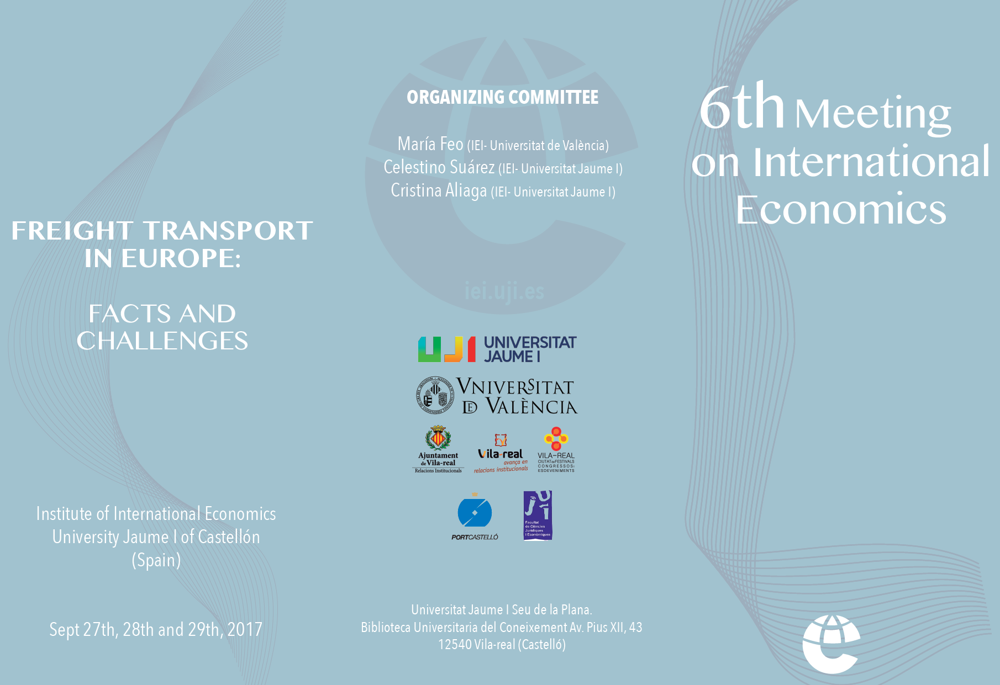 FREIGHT TRANSPORT
IN EUROPE:
FACTS AND
CHALLENGES
Institute of International Economics
University Jaume I of Castellón
(Spain)
Sept 27th, 28th and 29th, 2017
ORGANIZING COMMITTEE
María Feo (IEI- Universitat de València)
Celestino Suárez (IEI- Universitat Jaume I)
Cristina Aliaga (IEI- Universitat Jaume I)
iei.uji.es
UJI UNIVERSITAT
JAUME I
VNIVERSITAT
DE VALÈNCIA
Ajuntament
de Vila-real
Relacions Institucionals
Vila-real
avança en
relacions institucionals
VILA-REAL
CIUTAT de FESTIVALS
CONGRESSOS i
ESDEVENIMENTS
PORTCASTELLÓ
UJI
Facultat
de Ciències
Jurídiques
i Econòmiques
Universitat Jaume I Seu de la Plana.
Biblioteca Universitaria del Coneixement Av. Pius XII, 43
12540 Vila-real (Castelló)
6th Meeting
on International
Economics